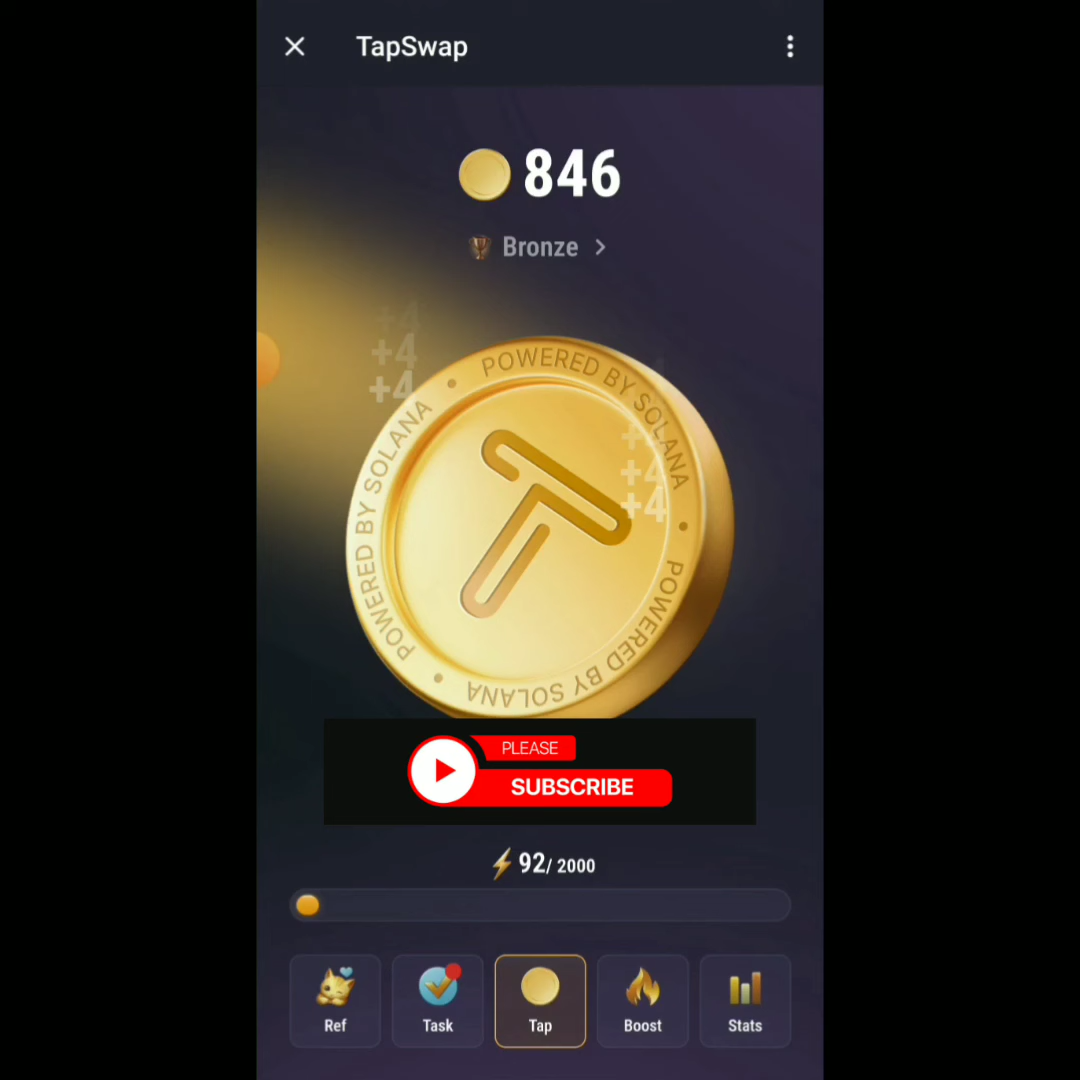 TapSwap
846
Bronze
+4
+4
+4
+4
+4
+4
POWERED BY SOLANA • POWERED BY SOLANA • POWERED BY SOLANA •
PLEASE
SUBSCRIBE
92/ 2000
Ref
Task
Tap
Boost
Stats